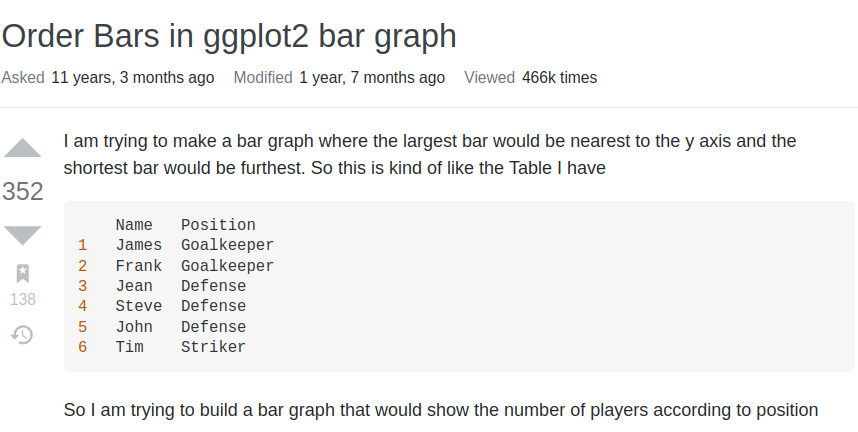 Order Bars in ggplot2 bar graph
Asked 11 years, 3 months ago Modified 1 year, 7 months ago Viewed 466k times
I am trying to make a bar graph where the largest bar would be nearest to the y axis and the
shortest bar would be furthest. So this is kind of like the Table I have
352
Name Position
1 James Goalkeeper
2 Frank Goalkeeper
3 Jean Defense
4 Steve Defense
5 John Defense
6 Tim Striker
138
So I am trying to build a bar graph that would show the number of players according to position